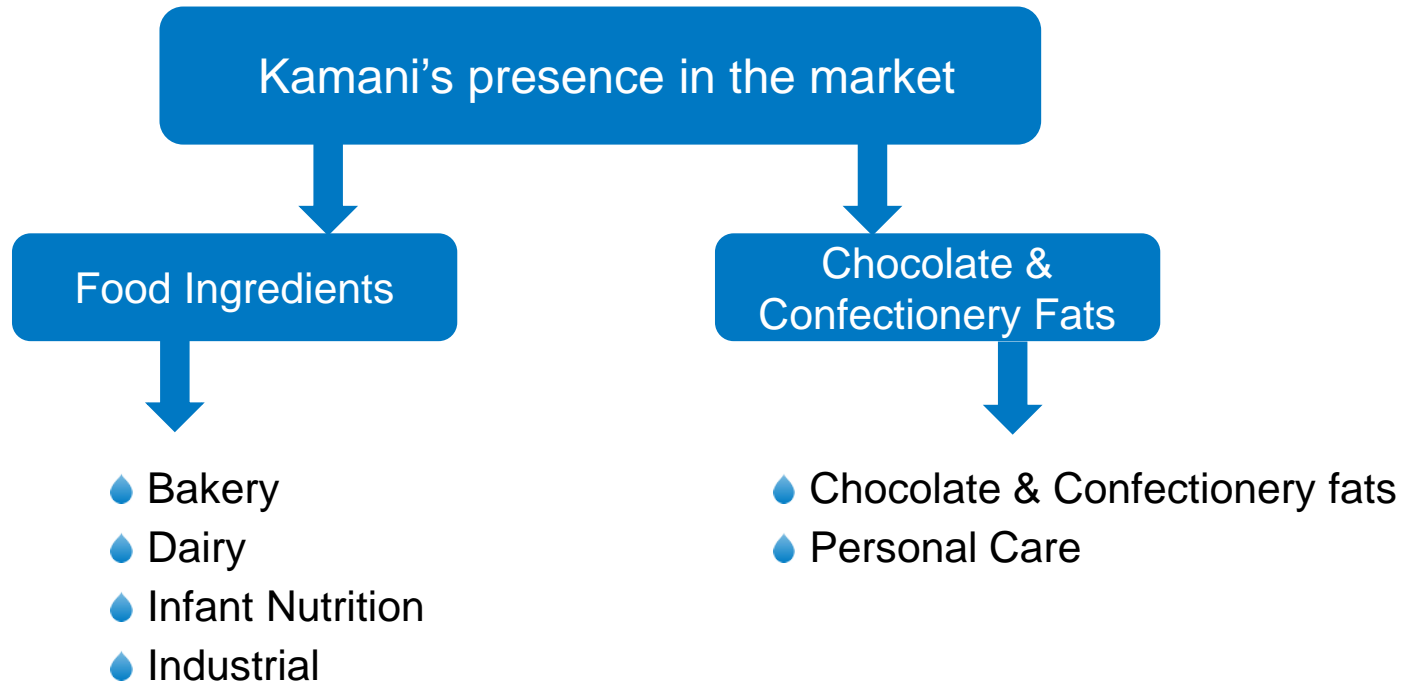 Kamani’s presence in the market
Food Ingredients
Chocolate &
Confectionery Fats
Bakery
Dairy
Infant Nutrition
Industrial
Chocolate & Confectionery fats
Personal Care